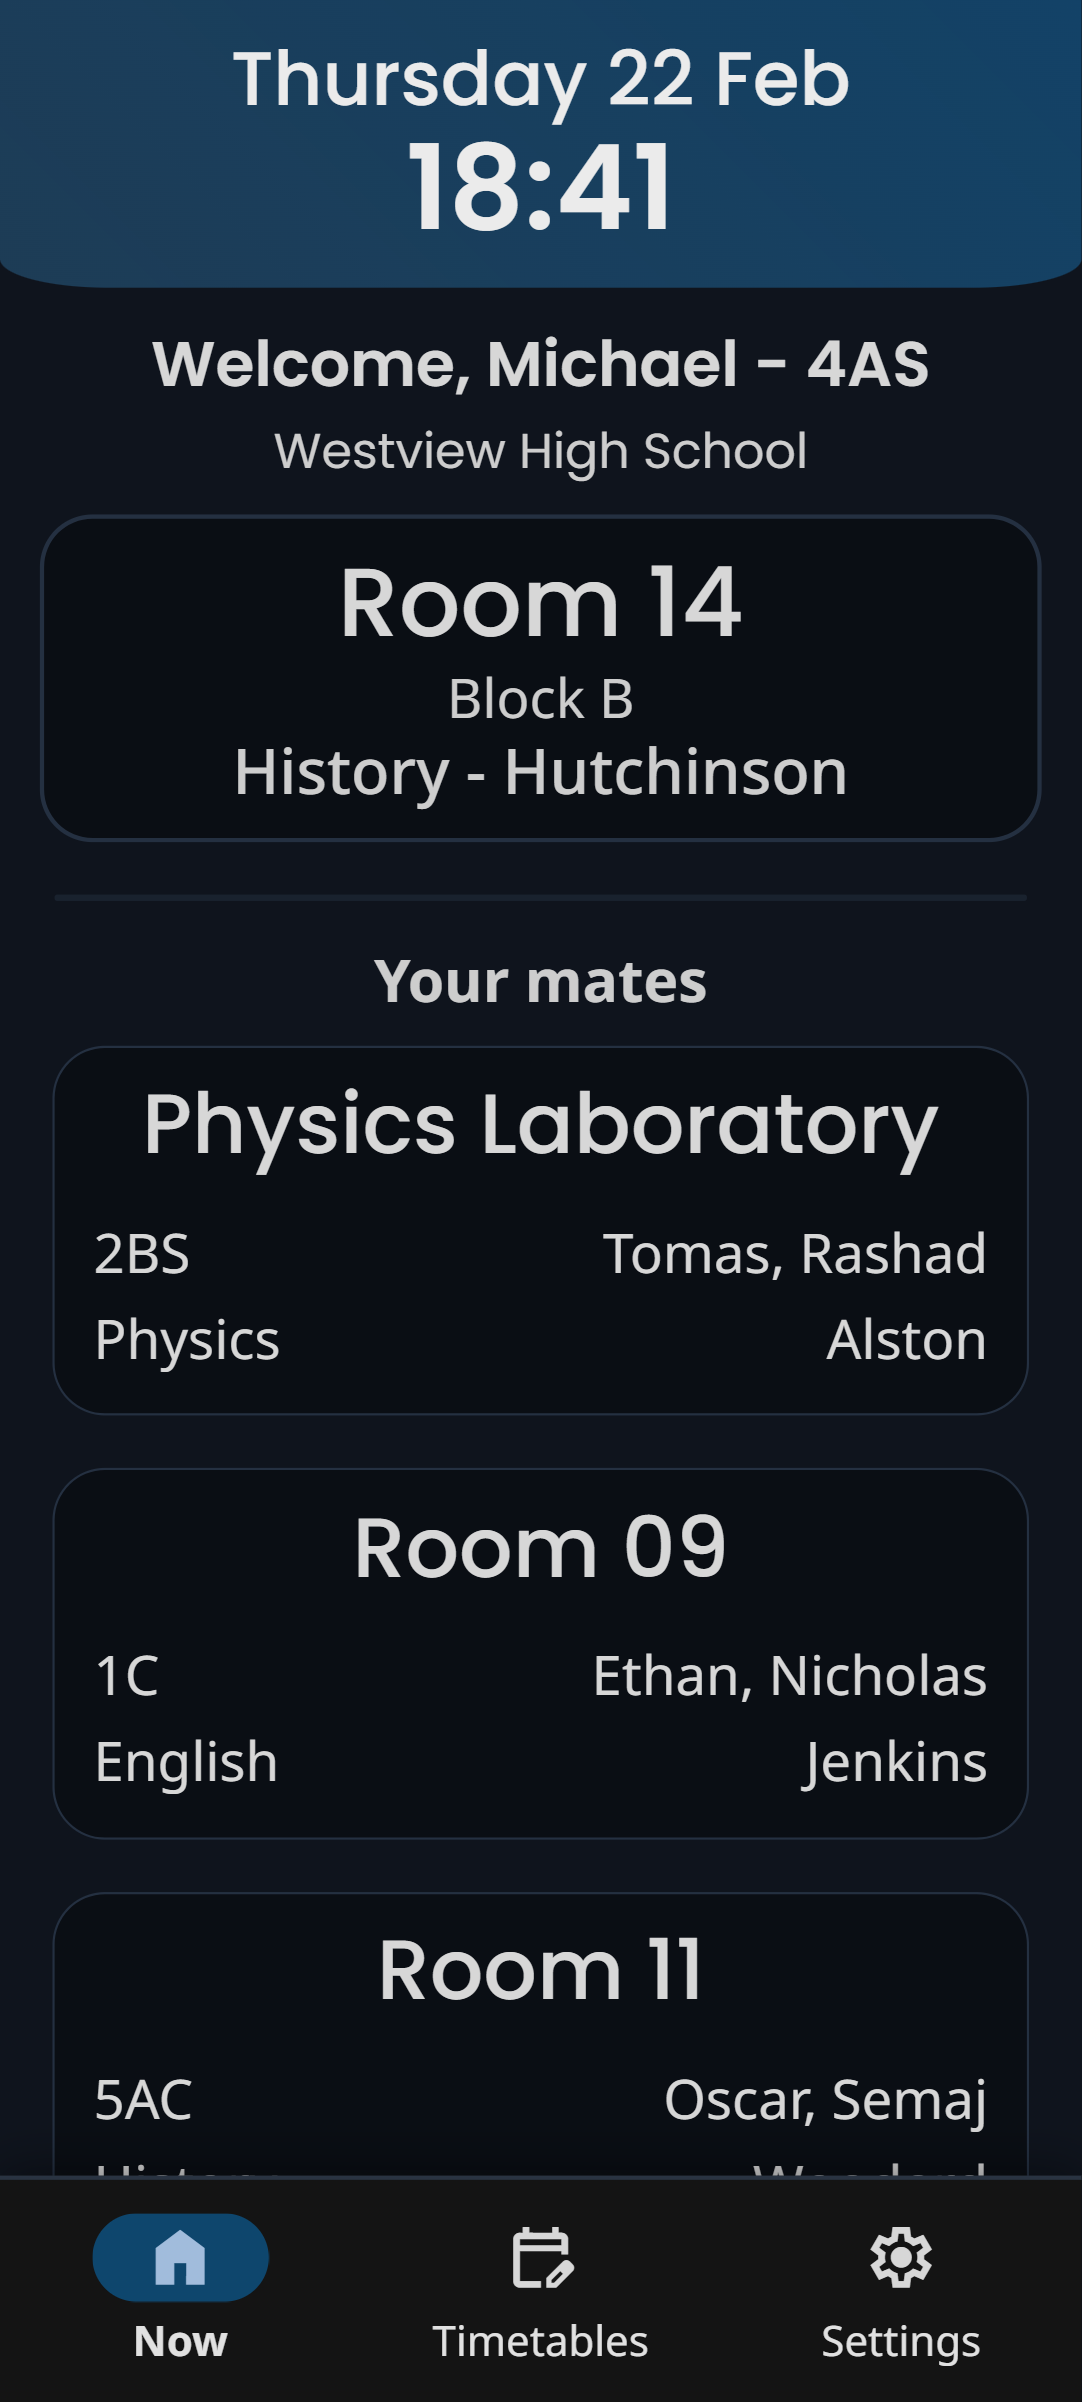 Thursday 22 Feb
18:41
Welcome, Michael - 4AS
Westview High School
Room 14
Block B
History - Hutchinson
Your mates
Physics Laboratory
2BS Tomas, Rashad
Physics Alston
Room 09
1C Ethan, Nicholas
English Jenkins
Room 11
5AC Oscar, Semaj
History
Now Timetables Settings